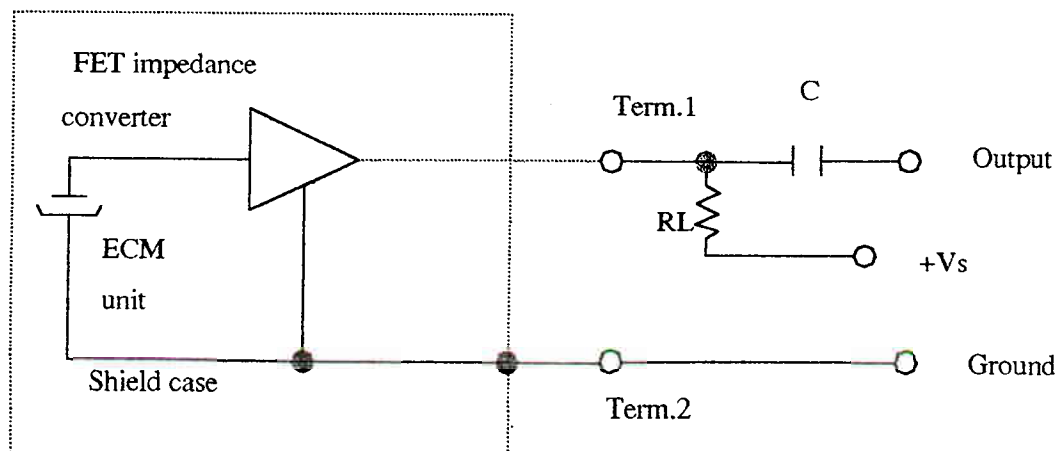 FET impedance
converter
ECM
unit
Shield case
Term.1
C
Output
RL
+Vs
Ground
Term.2